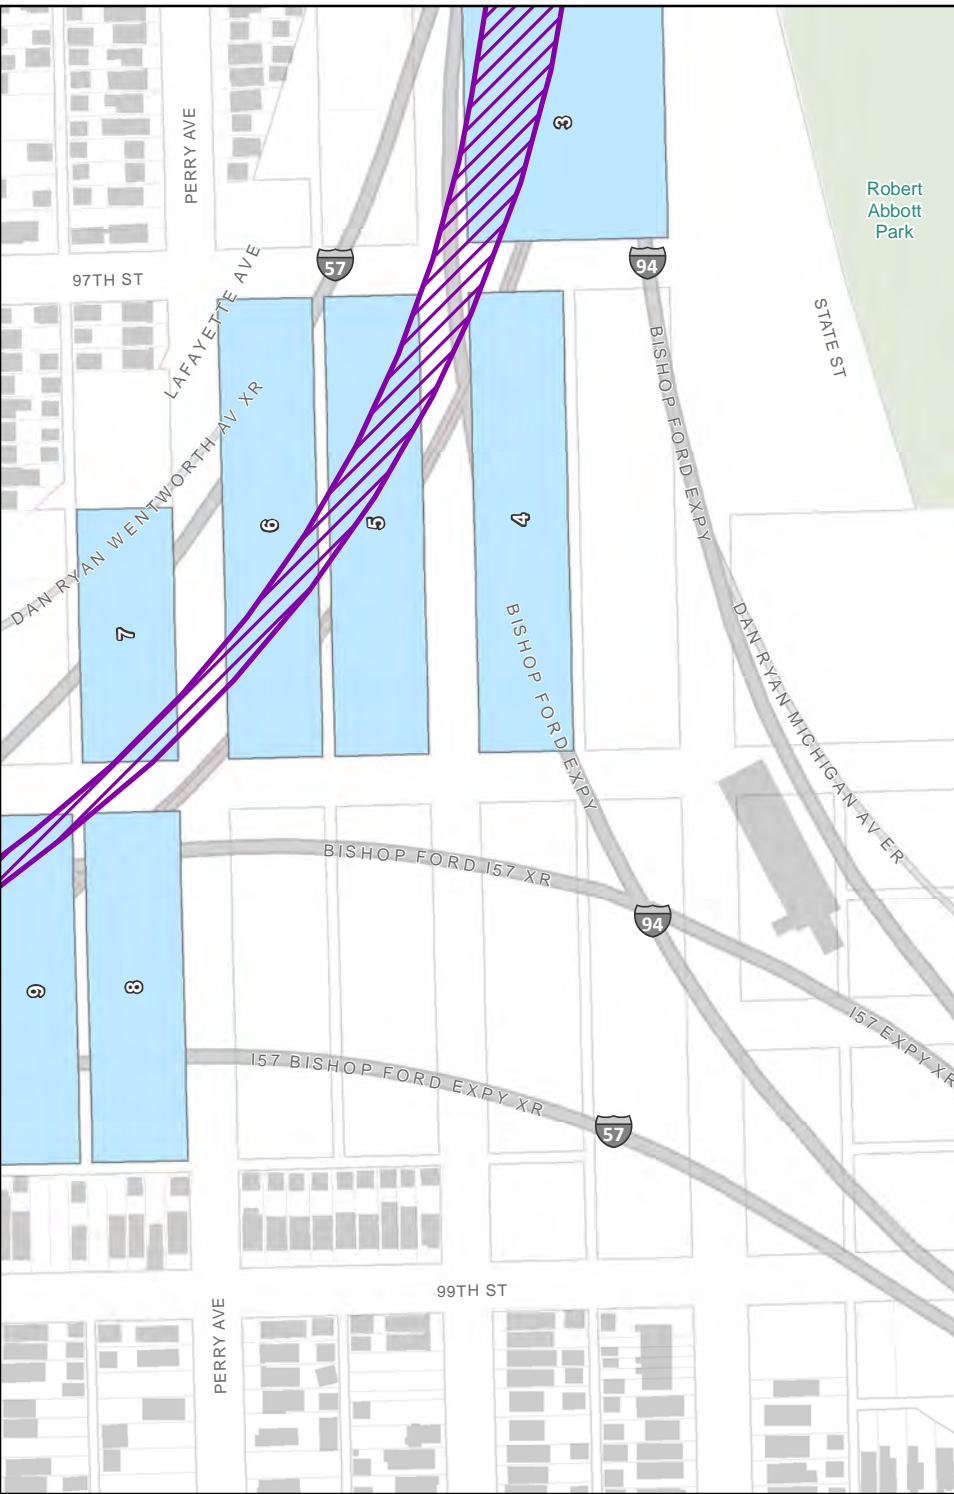 PERRY AVE
3
Robert
Abbott
Park
97TH ST
LAFAYETTE AVE
57
94
STATE ST
BISHOP FORD EXPY
DAN RYAN WENTWORTH AV XR
6
5
4
7
BISHOP FORD EXPY
DAN RYAN MICHIGAN AV ER
BISHOP FORD I57 XR
94
9
8
I57 EXPY XR
I57 BISHOP FORD EXPY XR
57
99TH ST
PERRY AVE